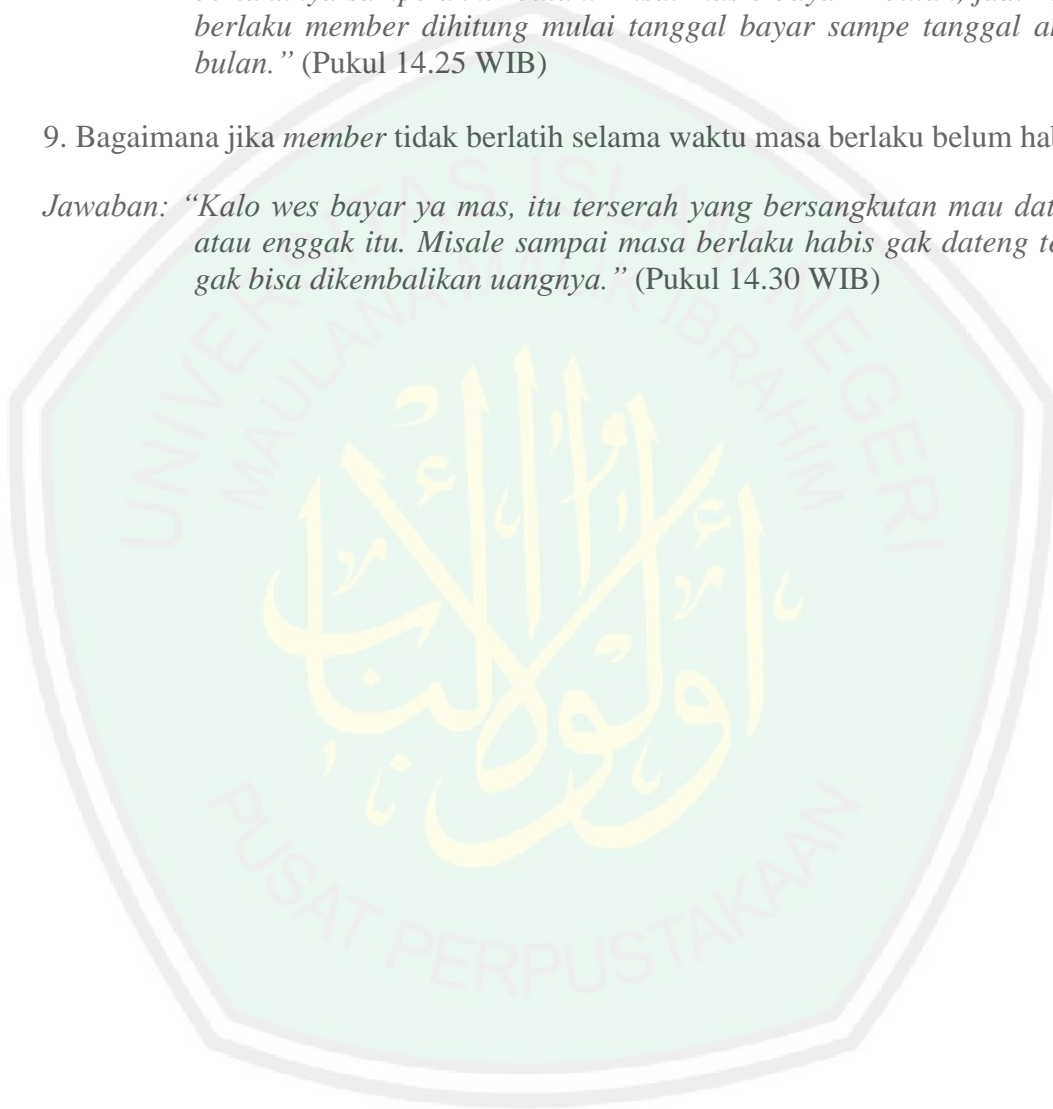 berlaku member dihitung mulai tanggal bayar sampe tanggal
bulan." (Pukul 14.25 WIB)
9. Bagaimana jika member tidak berlatih selama waktu masa berlaku belum
Jawaban: "Kalo wes bayar ya mas, itu terserah yang bersangkutan mau
atau enggak itu. Misale sampai masa berlaku habis gak dateng
gak bisa dikembalikan uangnya." (Pukul 14.30 WIB)
UNIVERSITAS ISLAM NEGERI
MAULANA MALIK IBRAHIM
أولوا الألباب
PUSAT PERPUSTAKAAN